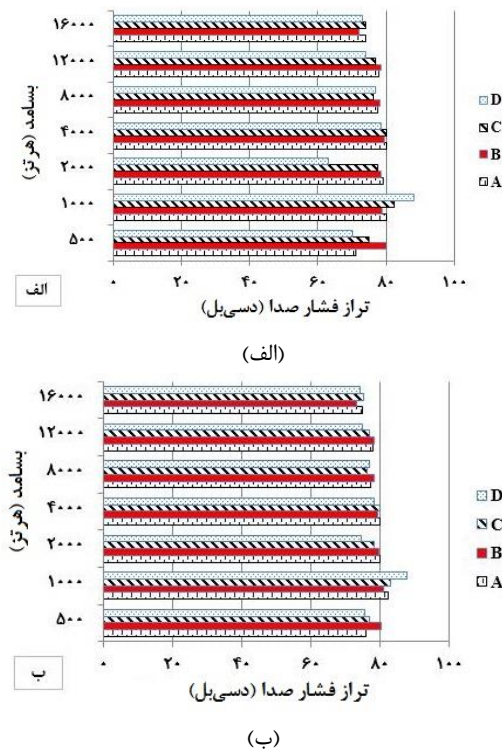 بسامد (هرتز)
۱۶۰۰۰
۱۲۰۰۰
۸۰۰۰
۴۰۰۰
۲۰۰۰
۱۰۰۰
۵۰۰
D
C
B
A
۰ ۲۰ ۴۰ ۶۰ ۸۰ ۱۰۰
تراز فشار صدا (دسی‌بل)
الف
(الف)
بسامد (هرتز)
۱۶۰۰۰
۱۲۰۰۰
۸۰۰۰
۴۰۰۰
۲۰۰۰
۱۰۰۰
۵۰۰
D
C
B
A
۰ ۲۰ ۴۰ ۶۰ ۸۰ ۱۰۰
تراز فشار صدا (دسی‌بل)
ب
(ب)